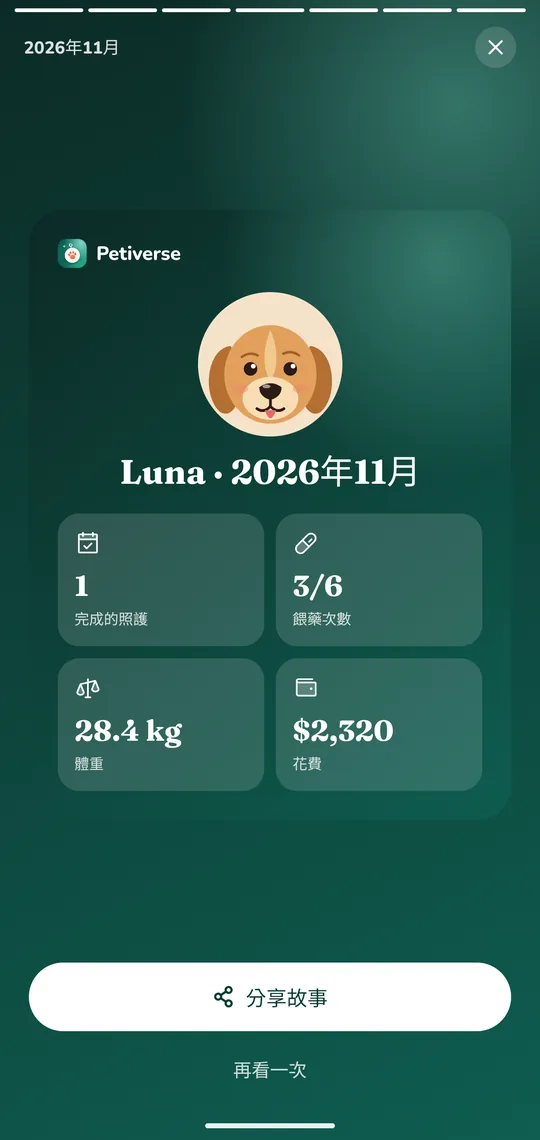 2026年11月
Petiverse
Luna · 2026年11月
1
完成的照護
3/6
餵藥次數
28.4 kg
體重
$2,320
花費
分享故事
再看一次